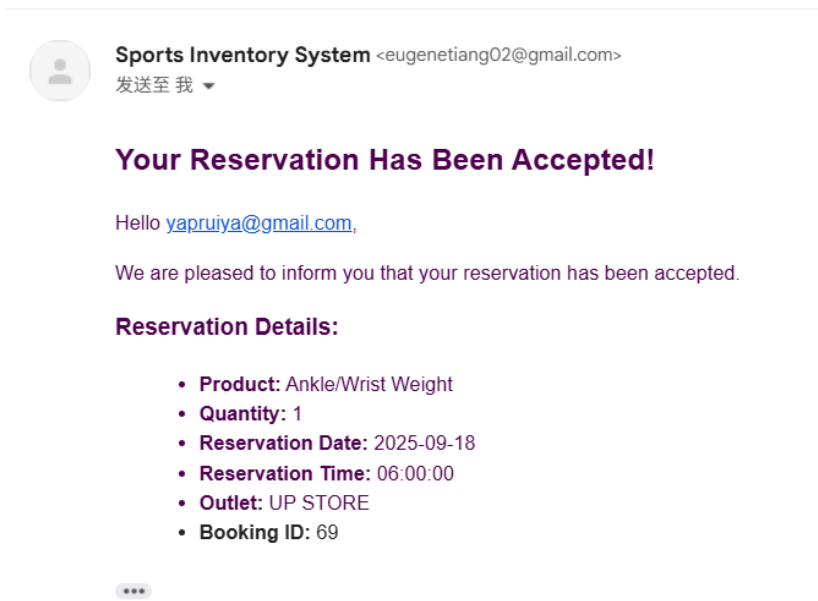 Sports Inventory System <eugenetiang02@gmail.com>
发送至 我
Your Reservation Has Been Accepted!
Hello yapruiya@gmail.com,
We are pleased to inform you that your reservation has been accepted.
Reservation Details:
• Product: Ankle/Wrist Weight
• Quantity: 1
• Reservation Date: 2025-09-18
• Reservation Time: 06:00:00
• Outlet: UP STORE
• Booking ID: 69